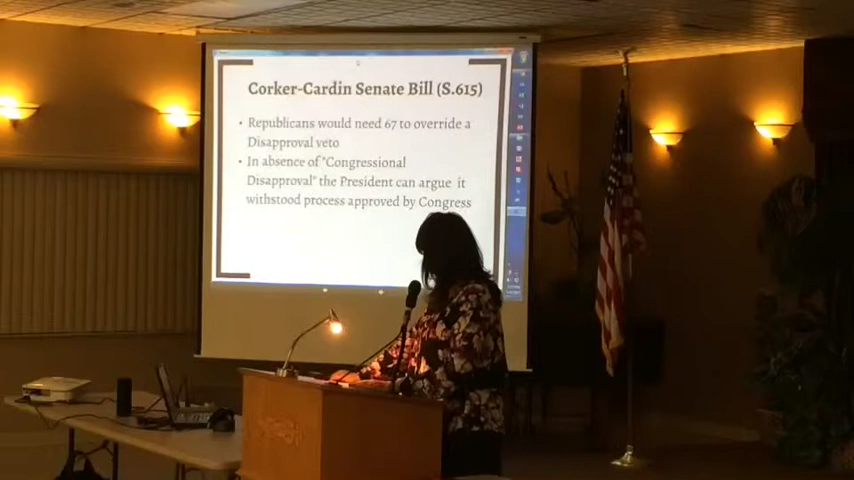 Corker-Cardin Senate Bill (S.615)
• Republicans would need 67 to override a
Disapproval veto
• In absence of "Congressional
Disapproval" the President can argue it
withstood process approved by Congress